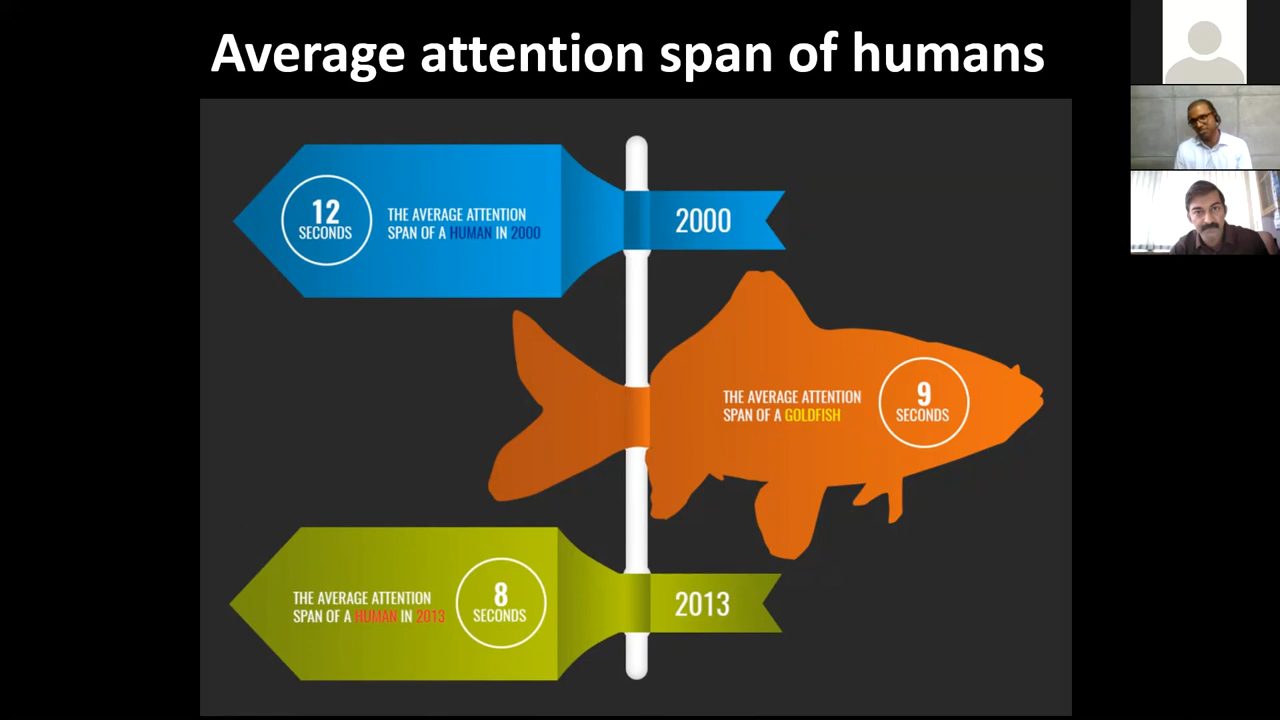 Average attention span of humans
12
SECONDS
THE AVERAGE ATTENTION
SPAN OF A HUMAN IN 2000
2000
THE AVERAGE ATTENTION
SPAN OF A GOLDFISH
9
SECONDS
THE AVERAGE ATTENTION
SPAN OF A HUMAN IN 2013
8
SECONDS
2013